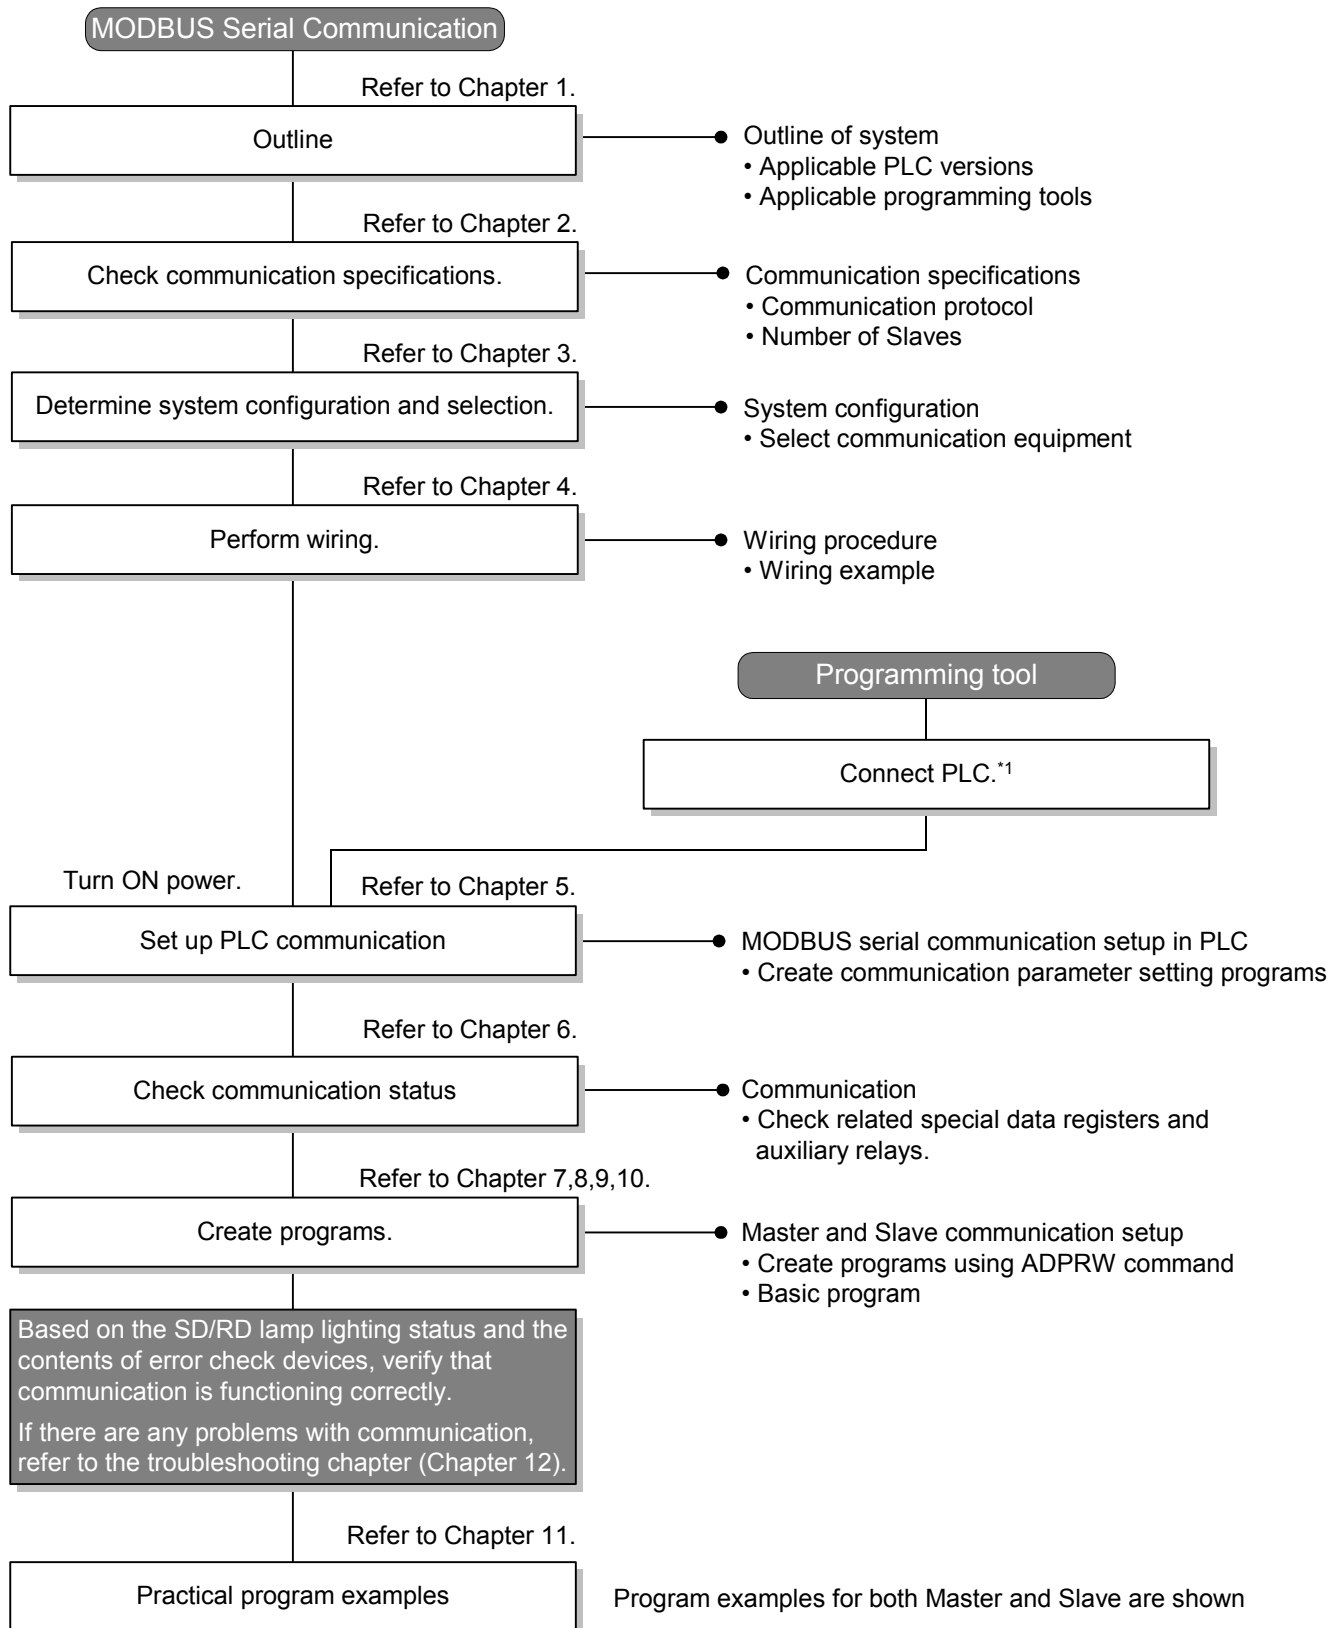 MODBUS Serial Communication
Refer to Chapter 1.
Outline
Outline of system
• Applicable PLC versions
• Applicable programming tools
Refer to Chapter 2.
Check communication specifications.
Communication specifications
• Communication protocol
• Number of Slaves
Refer to Chapter 3.
Determine system configuration and selection.
System configuration
• Select communication equipment
Refer to Chapter 4.
Perform wiring.
Wiring procedure
• Wiring example
Programming tool
Connect PLC.*1
Turn ON power.
Refer to Chapter 5.
Set up PLC communication
MODBUS serial communication setup in PLC
• Create communication parameter setting programs
Refer to Chapter 6.
Check communication status
Communication
• Check related special data registers and
auxiliary relays.
Refer to Chapter 7,8,9,10.
Create programs.
Master and Slave communication setup
• Create programs using ADPRW command
• Basic program
Based on the SD/RD lamp lighting status and the
contents of error check devices, verify that
communication is functioning correctly.
If there are any problems with communication,
refer to the troubleshooting chapter (Chapter 12).
Refer to Chapter 11.
Practical program examples
Program examples for both Master and Slave are shown